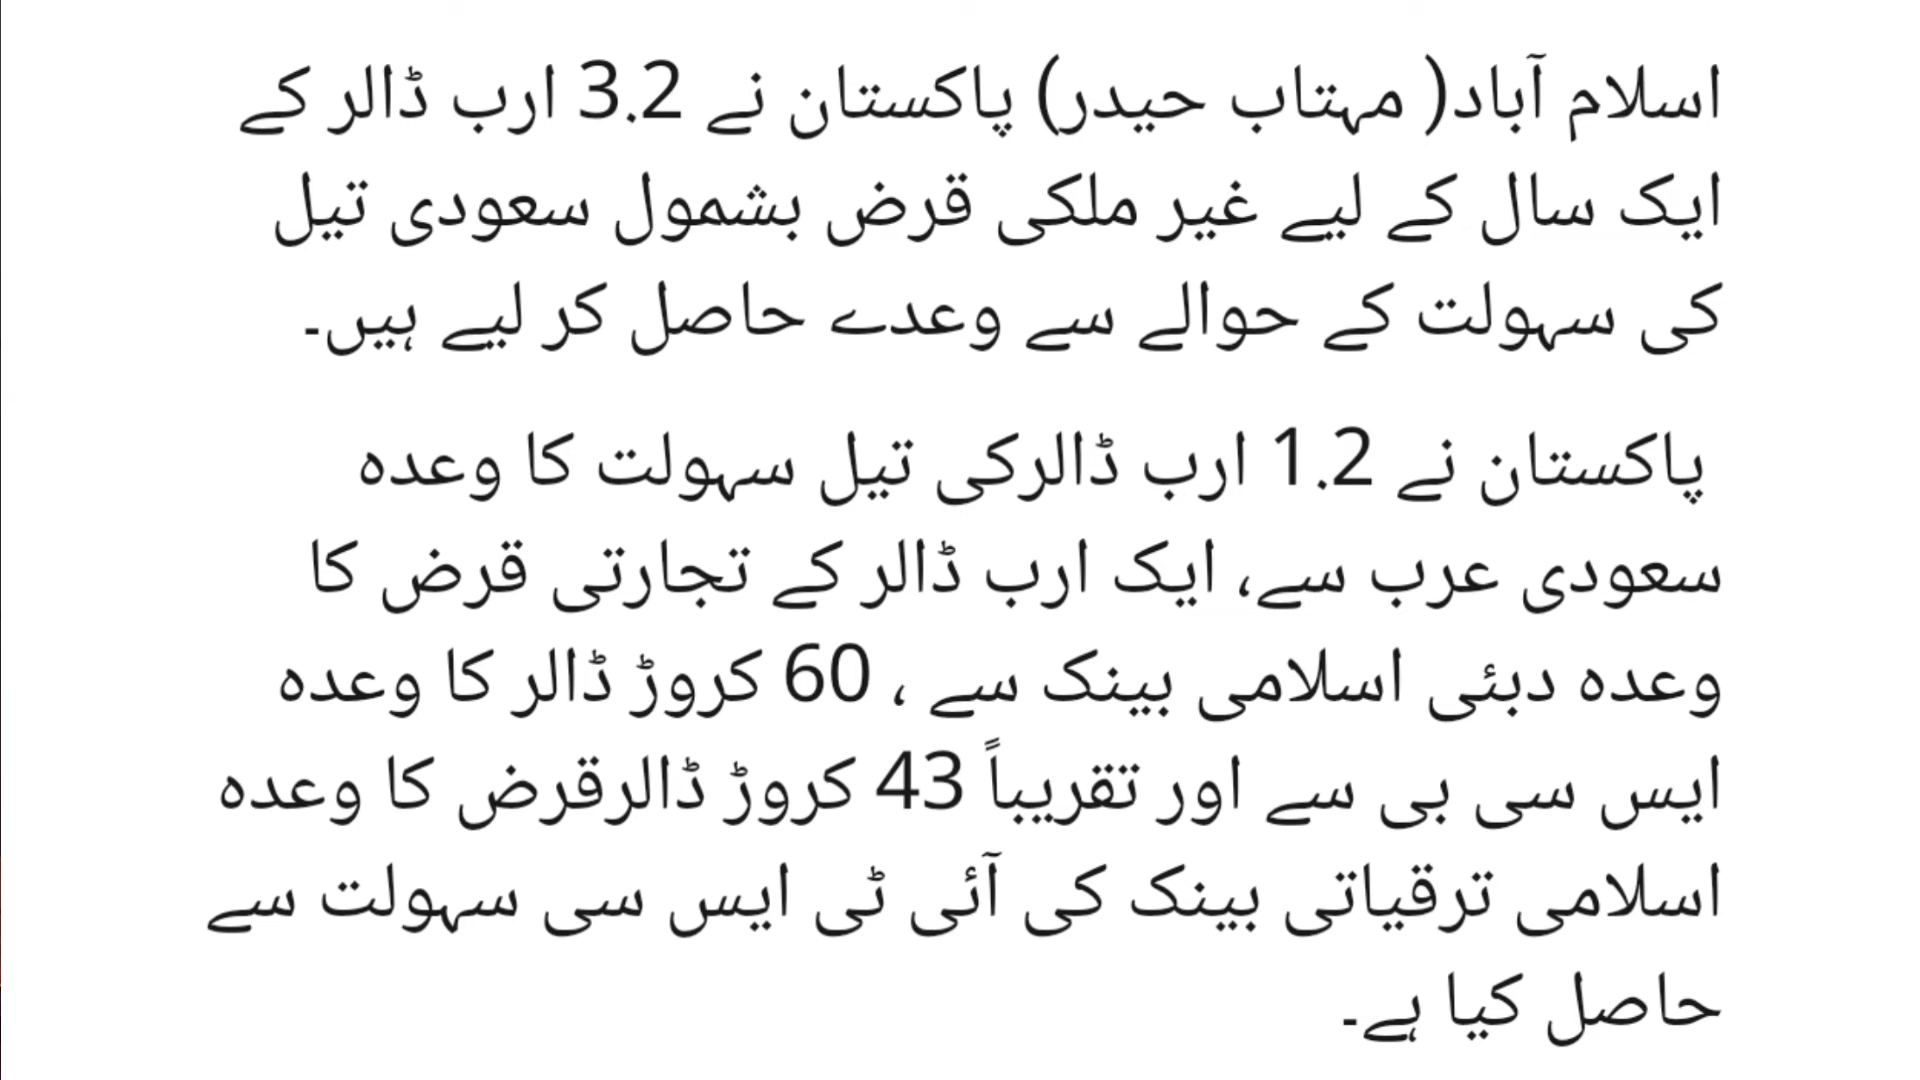 اسلام آباد( مہتاب حیدر) پاکستان نے 3.2 ارب ڈالر کے
ایک سال کے لیے غیر ملکی قرض بشمول سعودی تیل
کی سہولت کے حوالے سے وعدے حاصل کر لیے ہیں۔
پاکستان نے 1.2 ارب ڈالرکی تیل سہولت کا وعدہ
سعودی عرب سے، ایک ارب ڈالر کے تجارتی قرض کا
وعدہ دبئی اسلامی بینک سے ، 60 کروڑ ڈالر کا وعدہ
ایس سی بی سے اور تقریباً 43 کروڑ ڈالرقرض کا وعدہ
اسلامی ترقیاتی بینک کی آئی ٹی ایس سی سہولت سے
حاصل کیا ہے۔